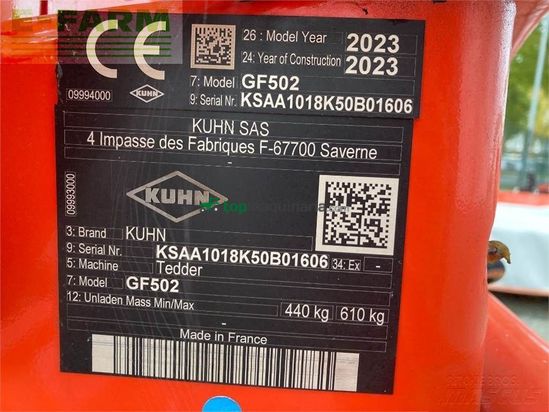 E-FARM
CE
26: Model Year 2023
24: Year of Construction 2023
7: Model GF502
09994000 KUHN 9: Serial Nr. KSAA1018K50B01606
KUHN SAS
4 Impasse des Fabriques F-67700 Saverne
09993000
KUHN
topmaquinaria
3: Brand KUHN
9: Serial Nr. KSAA1018K50B01606 34: Ex -
5: Machine Tedder
7: Model GF502
12: Unladen Mass Min/Max 440 kg 610 kg
Made in France